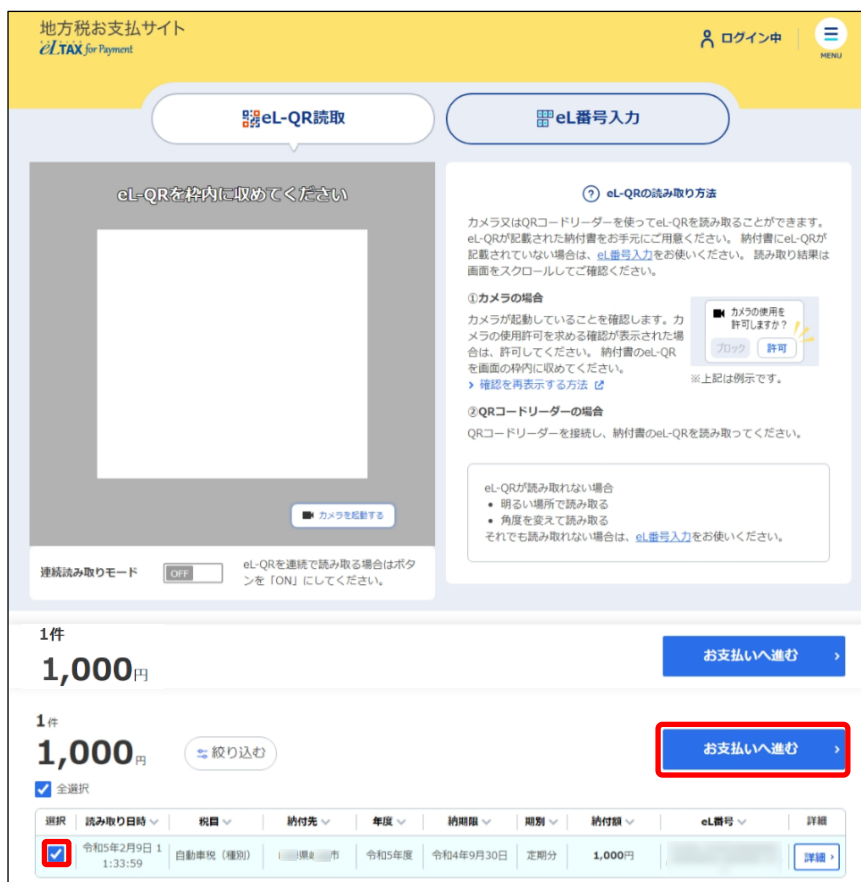 地方税お支払サイト
eLTAX for Payment
ログイン中
MENU
eL-QR読取
eL番号入力
eL-QRを枠内に収めてください
カメラを起動する
連続読み取りモード
OFF
eL-QRを連続で読み取る場合はボタ
ンを「ON」にしてください。
? eL-QRの読み取り方法
カメラ又はQRコードリーダーを使ってeL-QRを読み取ることができます。
eL-QRが記載された納付書をお手元にご用意ください。 納付書にeL-QRが
記載されていない場合は、eL番号入力をお使いください。 読み取り結果は
画面をスクロールしてご確認ください。
①カメラの場合
カメラが起動していることを確認します。カ
メラの使用許可を求める確認が表示された場
合は、許可してください。 納付書のeL-QR
を画面の枠内に収めてください。
> 確認を再表示する方法
カメラの使用を
許可しますか？
ブロック 許可
※上記は例示です。
②QRコードリーダーの場合
QRコードリーダーを接続し、納付書のeL-QRを読み取ってください。
eL-QRが読み取れない場合
• 明るい場所で読み取る
• 角度を変えて読み取る
それでも読み取れない場合は、eL番号入力をお使いください。
1件
1,000円
お支払いへ進む
1件
1,000円
絞り込む
お支払いへ進む
全選択
選択 読み取り日時 税目 納付先 年度 納期限 期別 納付額 eL番号 詳細
令和5年2月9日 1
1:33:59
自動車税（種別） 県 市 令和5年度 令和4年9月30日 定期分 1,000円 詳細